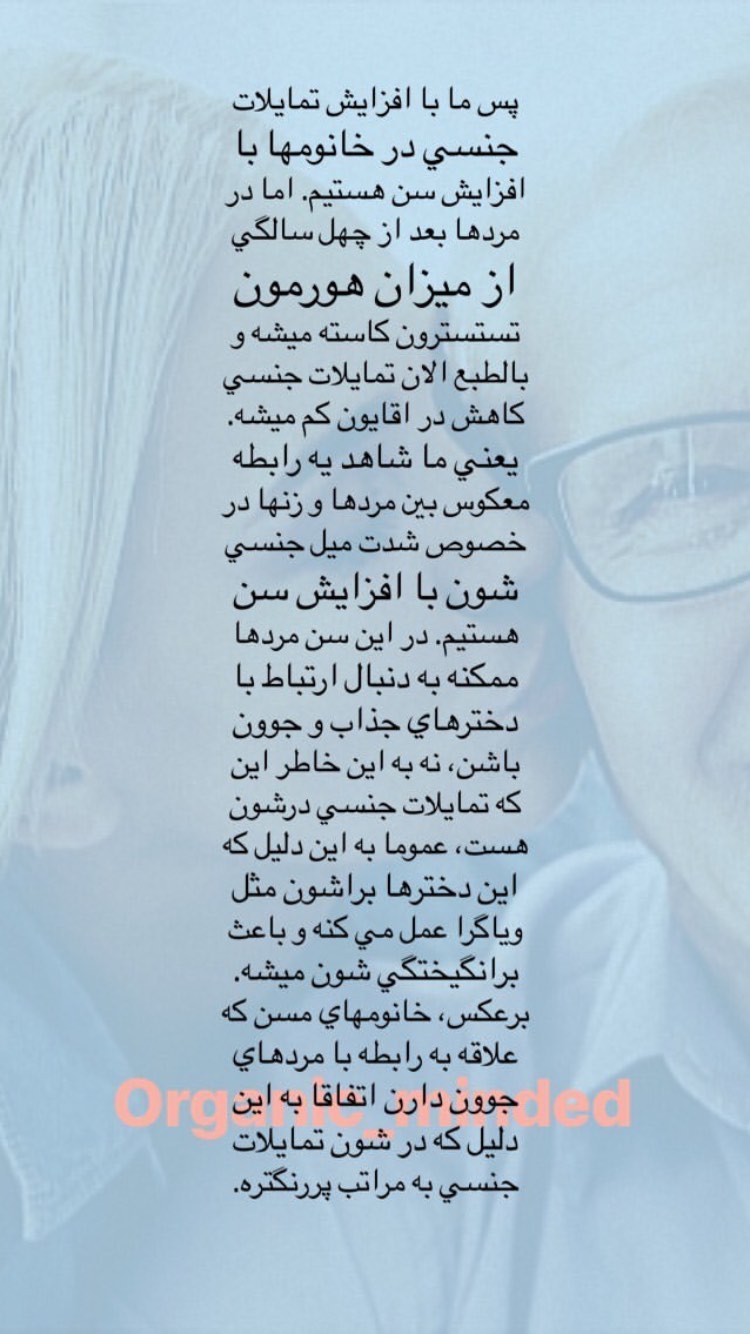 پس ما با افزایش تمایلات
جنسي در خانومها با
افزایش سن هستیم. اما در
مردها بعد از چهل سالگي
از میزان هورمون
تستسترون کاسته میشه و
بالطبع الان تمایلات جنسي
کاهش در اقایون کم میشه.
یعني ما شاهد یه رابطه
معکوس بین مردها و زنها در
خصوص شدت میل جنسي
شون با افزایش سن
هستیم. در این سن مردها
ممکنه به دنبال ارتباط با
دخترهاي جذاب و جوون
باشن، نه به این خاطر این
که تمایلات جنسي درشون
هست، عموما به این دلیل که
این دخترها براشون مثل
ویاگرا عمل مي کنه و باعث
برانگیختگي شون میشه.
برعکس، خانومهاي مسن که
علاقه به رابطه با مردهاي
جوون دارن اتفاقا به این
Organic_minded
دلیل که در شون تمایلات
جنسي به مراتب پررنگتره.